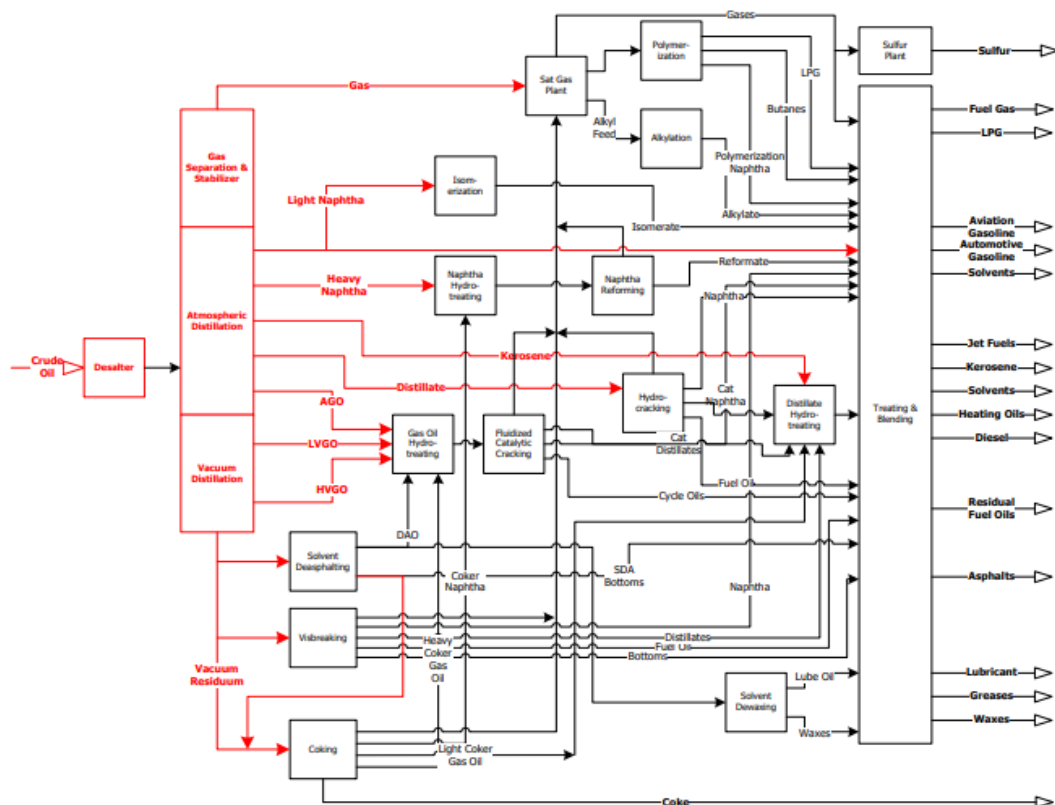 Gases
Polymer-
ization
Sulfur
Plant
Sulfur
Gas
Sat Gas
Plant
LPG
Fuel Gas
LPG
Butanes
Alkyl
Feed
Alkylation
Gas
Separation &
Stabilizer
Polymerization
Naphtha
Isom-
erization
Light Naphtha
Alkylate
Isomerate
Aviation
Gasoline
Automotive
Gasoline
Solvents
Reformate
Naphtha
Hydro-
treating
Naphtha
Reforming
Heavy
Naphtha
Naphtha
Atmospheric
Distillation
Jet Fuels
Kerosene
Crude
Oil
Desalter
Kerosene
Distillate
Hydro-
cracking
Cat
Naphtha
Distillate
Hydro-
treating
Treating &
Blending
Solvents
Heating Oils
Diesel
AGO
LVGO
HVGO
Gas Oil
Hydro-
treating
Fluidized
Catalytic
Cracking
Cat
Distillates
Vacuum
Distillation
Fuel Oil
Cycle Oils
Residual
Fuel Oils
DAO
Solvent
Deasphalting
Coker
Naphtha
SDA
Bottoms
Naphtha
Asphalts
Visbreaking
Distillates
Fuel Oil
Bottoms
Heavy
Coker
Gas
Oil
Vacuum
Residuum
Lube Oil
Solvent
Dewaxing
Waxes
Lubricant
Greases
Waxes
Coking
Light Coker
Gas Oil
Coke